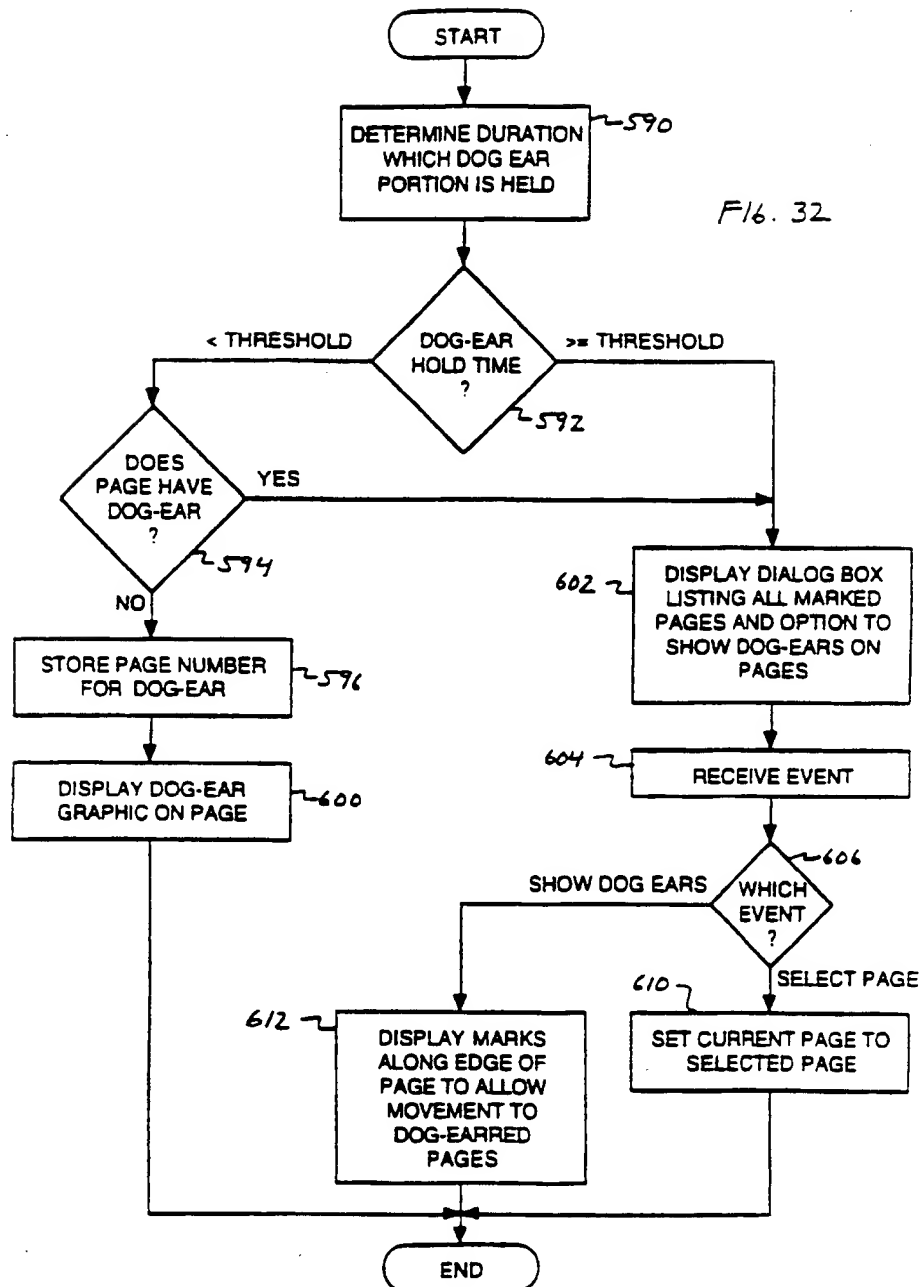 START
590
DETERMINE DURATION
WHICH DOG EAR
PORTION IS HELD
FIG. 32
< THRESHOLD
DOG-EAR
HOLD TIME
?
>= THRESHOLD
592
DOES
PAGE HAVE
DOG-EAR
?
YES
594
NO
602
DISPLAY DIALOG BOX
LISTING ALL MARKED
PAGES AND OPTION TO
SHOW DOG-EARS ON
PAGES
STORE PAGE NUMBER
FOR DOG-EAR
596
604
RECEIVE EVENT
DISPLAY DOG-EAR
GRAPHIC ON PAGE
600
606
SHOW DOG EARS
WHICH
EVENT
?
SELECT PAGE
612
DISPLAY MARKS
ALONG EDGE OF
PAGE TO ALLOW
MOVEMENT TO
DOG-EARRED
PAGES
610
SET CURRENT PAGE TO
SELECTED PAGE
END